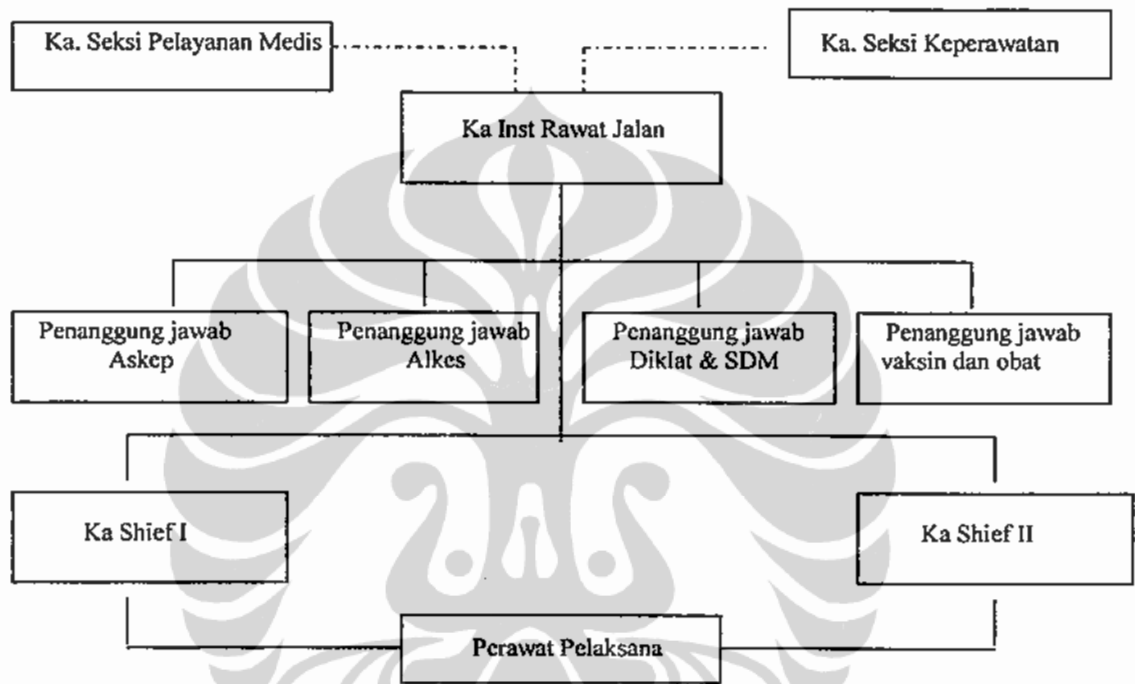 Ka. Seksi Pelayanan Medis
Ka. Seksi Keperawatan
Ka Inst Rawat Jalan
Penanggung jawab
Askep
Penanggung jawab
Alkes
Penanggung jawab
Diklat & SDM
Penanggung jawab
vaksin dan obat
Ka Shief I
Ka Shief II
Perawat Pelaksana